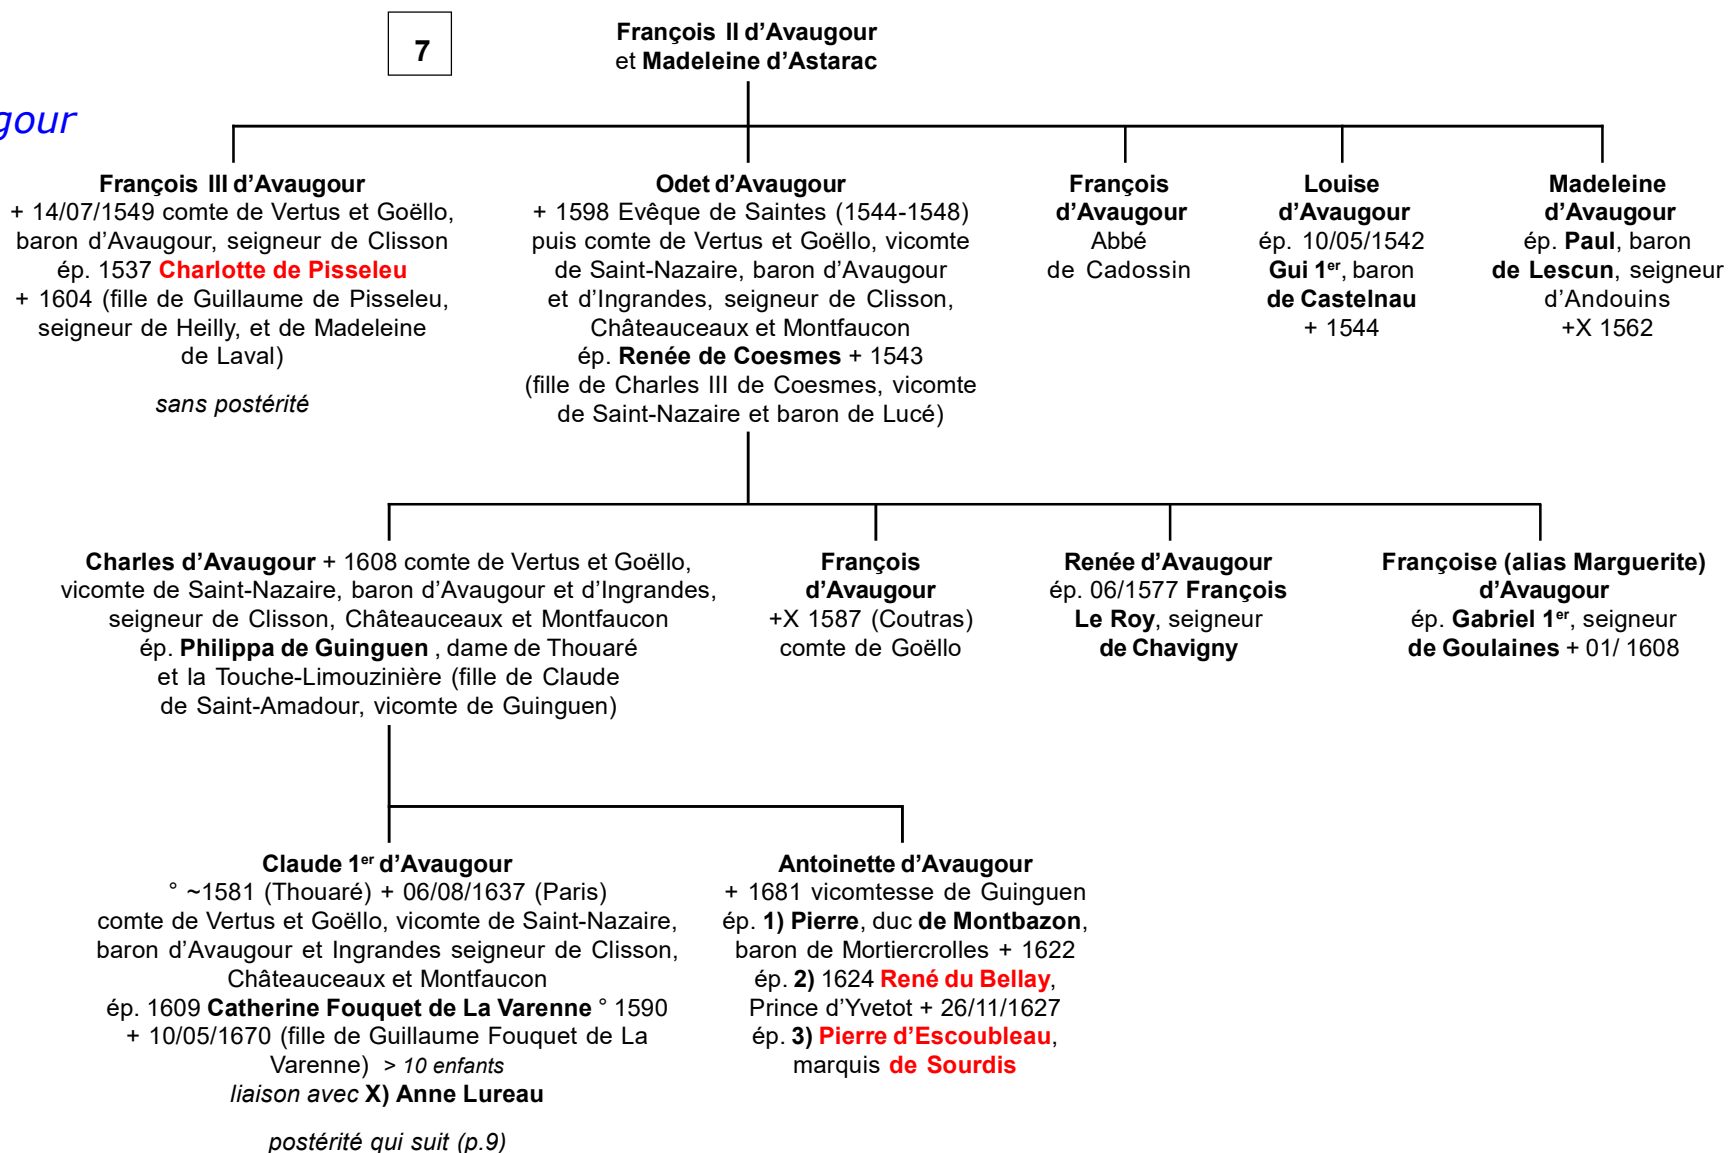 7
François II d’Avaugour
et Madeleine d’Astarac
gour
François III d’Avaugour
+ 14/07/1549 comte de Vertus et Goëllo,
baron d’Avaugour, seigneur de Clisson
ép. 1537 Charlotte de Pisseleu
+ 1604 (fille de Guillaume de Pisseleu,
seigneur de Heilly, et de Madeleine
de Laval)
sans postérité
Odet d’Avaugour
+ 1598 Evêque de Saintes (1544-1548)
puis comte de Vertus et Goëllo, vicomte
de Saint-Nazaire, baron d’Avaugour
et d’Ingrandes, seigneur de Clisson,
Châteauceaux et Montfaucon
ép. Renée de Coesmes + 1543
(fille de Charles III de Coesmes, vicomte
de Saint-Nazaire et baron de Lucé)
François
d’Avaugour
Abbé
de Cadossin
Louise
d’Avaugour
ép. 10/05/1542
Gui 1er, baron
de Castelnau
+ 1544
Madeleine
d’Avaugour
ép. Paul, baron
de Lescun, seigneur
d’Andouins
+X 1562
Charles d’Avaugour + 1608 comte de Vertus et Goëllo,
vicomte de Saint-Nazaire, baron d’Avaugour et d’Ingrandes,
seigneur de Clisson, Châteauceaux et Montfaucon
ép. Philippa de Guinguen , dame de Thouaré
et la Touche-Limouzinière (fille de Claude
de Saint-Amadour, vicomte de Guinguen)
François
d’Avaugour
+X 1587 (Coutras)
comte de Goëllo
Renée d’Avaugour
ép. 06/1577 François
Le Roy, seigneur
de Chavigny
Françoise (alias Marguerite)
d’Avaugour
ép. Gabriel 1er, seigneur
de Goulaines + 01/ 1608
Claude 1er d’Avaugour
° ~1581 (Thouaré) + 06/08/1637 (Paris)
comte de Vertus et Goëllo, vicomte de Saint-Nazaire,
baron d’Avaugour et Ingrandes seigneur de Clisson,
Châteauceaux et Montfaucon
ép. 1609 Catherine Fouquet de La Varenne ° 1590
+ 10/05/1670 (fille de Guillaume Fouquet de La
Varenne) > 10 enfants
liaison avec X) Anne Lureau
postérité qui suit (p.9)
Antoinette d’Avaugour
+ 1681 vicomtesse de Guinguen
ép. 1) Pierre, duc de Montbazon,
baron de Mortiercrolles + 1622
ép. 2) 1624 René du Bellay,
Prince d’Yvetot + 26/11/1627
ép. 3) Pierre d’Escoubleau,
marquis de Sourdis